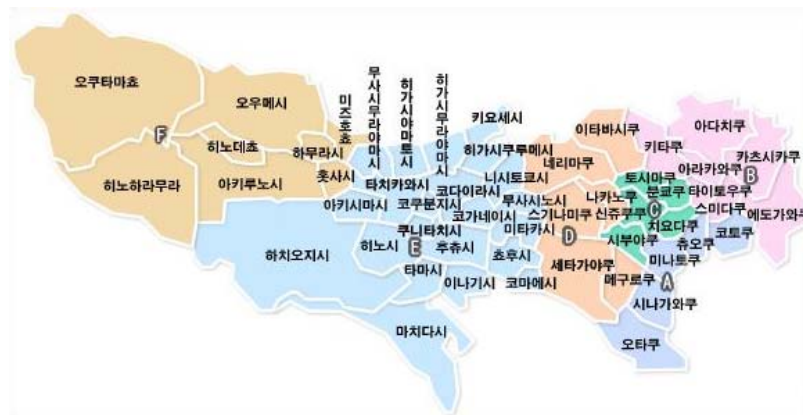 오쿠타마쵸
오우메시
미즈호쵸
무사시무라야마시
히가시야마토시
히가시무라야마시
키요세시
이타바시쿠
아다치쿠
키타쿠
F
히노데쵸
하무라시
히가시쿠루메시
네리마쿠
아라카와쿠
카츠시카쿠
B
훗사시
타치카와시
코다이라시
니시토쿄시
토시마쿠
분쿄쿠
타이토우쿠
히노하라무라
아키루노시
아키시마시
코쿠분지시
무사시노시
나카노쿠
C
스미다쿠
에도가와쿠
코가네이시
스기나미쿠
신쥬쿠쿠
치요다쿠
코토쿠
쿠니타치시
미타카시
D
시부야쿠
츄오쿠
하치오지시
히노시
E
후츄시
쵸후시
세타가야쿠
미나토쿠
타마시
이나기시
코마에시
메구로쿠
A
시나가와쿠
마치다시
오타쿠